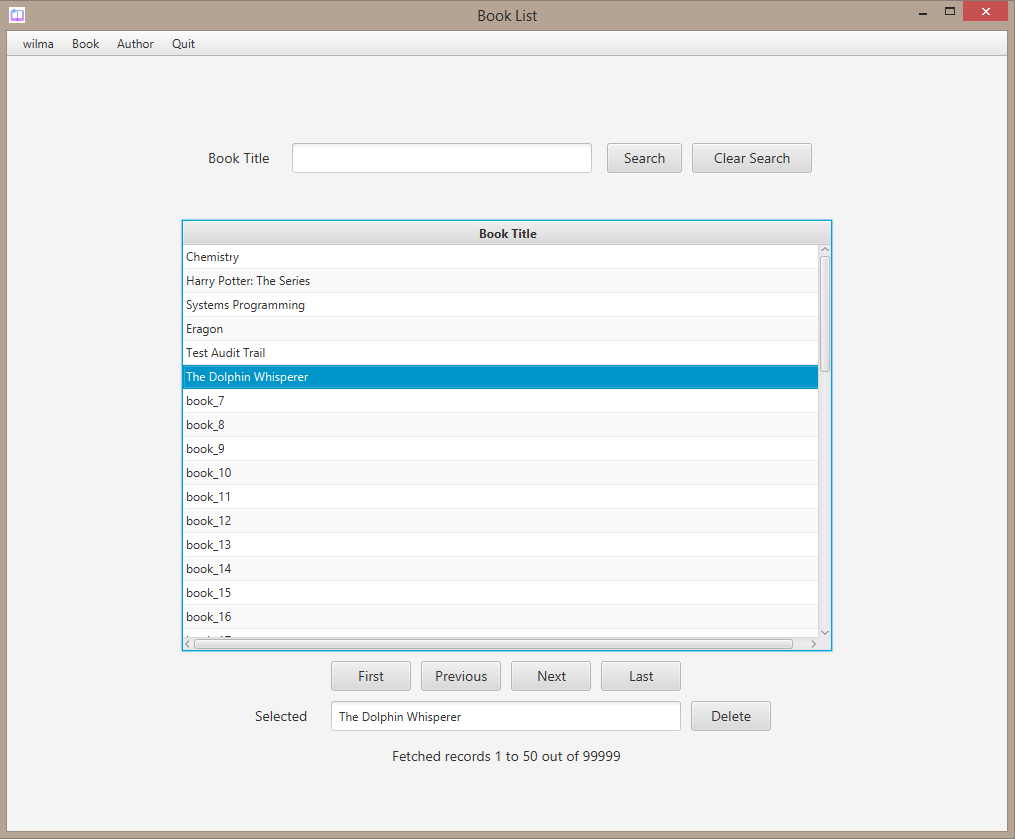 Book List
wilma Book Author Quit
Book Title Search Clear Search
Book Title
Chemistry
Harry Potter: The Series
Systems Programming
Eragon
Test Audit Trail
The Dolphin Whisperer
book_7
book_8
book_9
book_10
book_11
book_12
book_13
book_14
book_15
book_16
First Previous Next Last
Selected The Dolphin Whisperer Delete
Fetched records 1 to 50 out of 99999